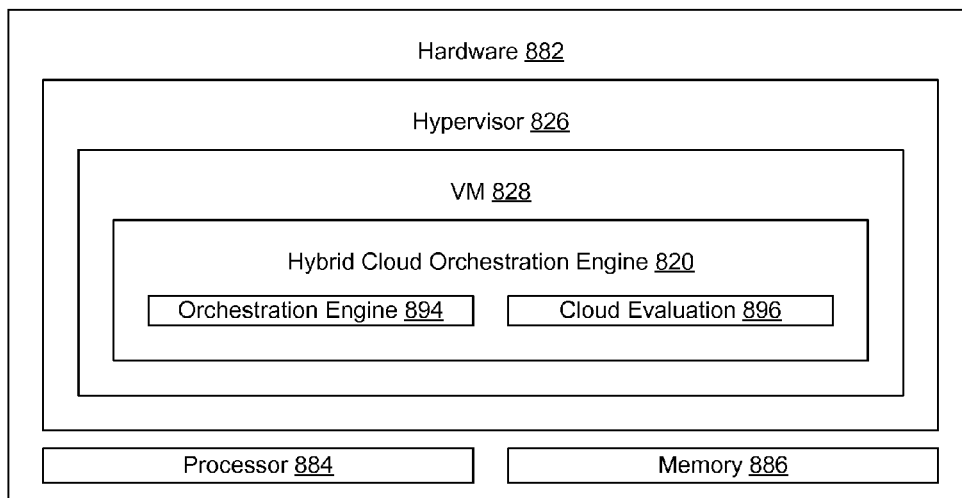 Hardware 882
Hypervisor 826
VM 828
Hybrid Cloud Orchestration Engine 820
Orchestration Engine 894
Cloud Evaluation 896
Processor 884
Memory 886